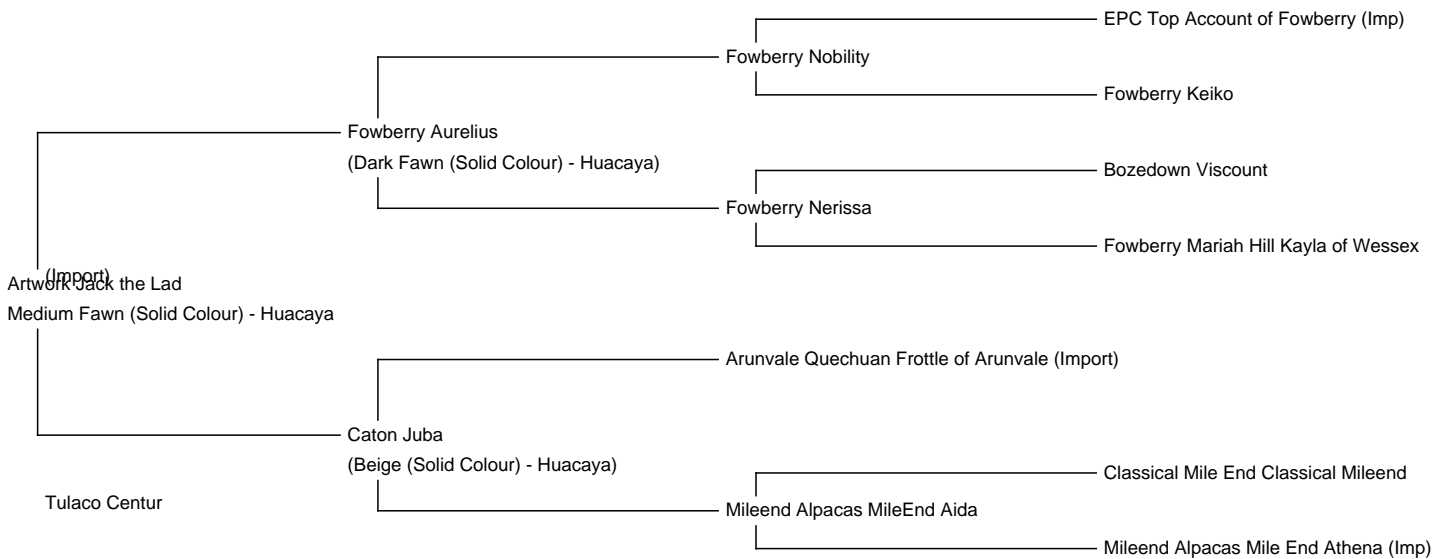 EPC Top Account of Fowberry (Imp)
Fowberry Nobility
Fowberry Keiko
Fowberry Aurelius
(Dark Fawn (Solid Colour) - Huacaya)
Bozedown Viscount
Fowberry Nerissa
Fowberry Mariah Hill Kayla of Wessex
(Import)
Artwork Jack the Lad
Medium Fawn (Solid Colour) - Huacaya
Arunvale Quechuan Frottle of Arunvale (Import)
Caton Juba
(Beige (Solid Colour) - Huacaya)
Classical Mile End Classical Mileend
Tulaco Centur
Mileend Alpacas MileEnd Aida
Mileend Alpacas Mile End Athena (Imp)